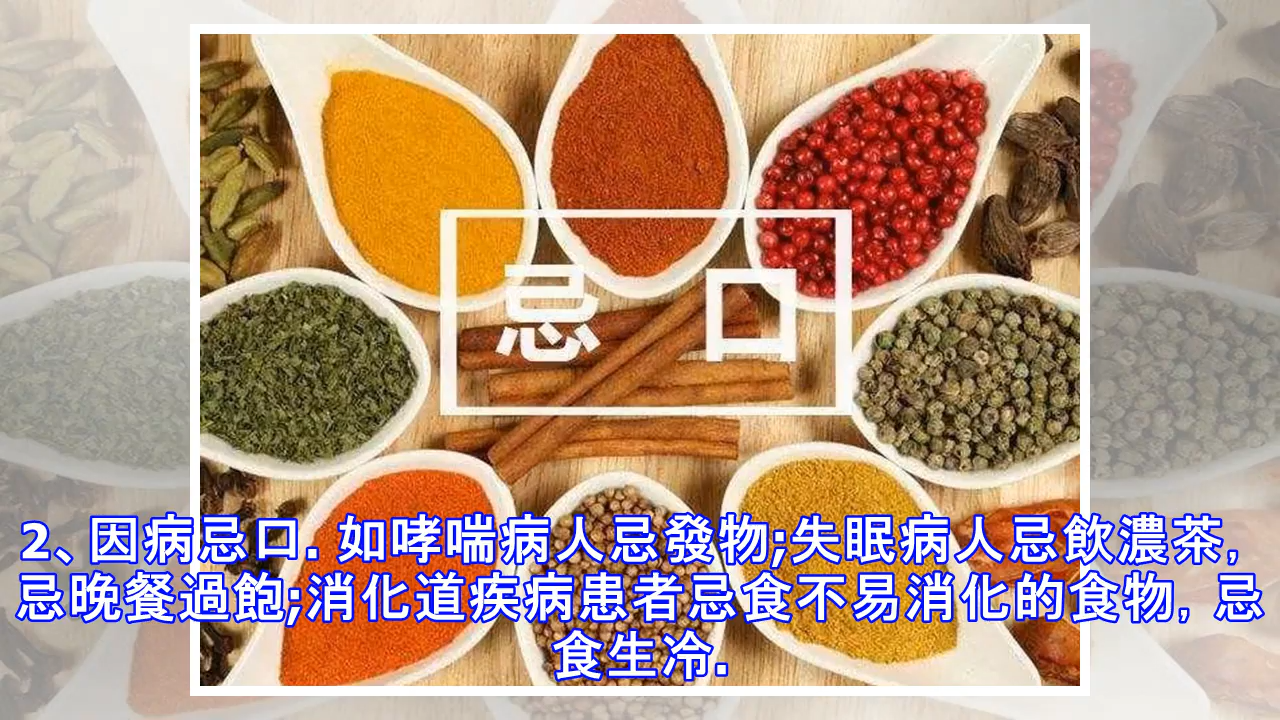 忌 口
2、因病忌口. 如哮喘病人忌發物;失眠病人忌飲濃茶,
忌晚餐過飽;消化道疾病患者忌食不易消化的食物, 忌
食生冷.